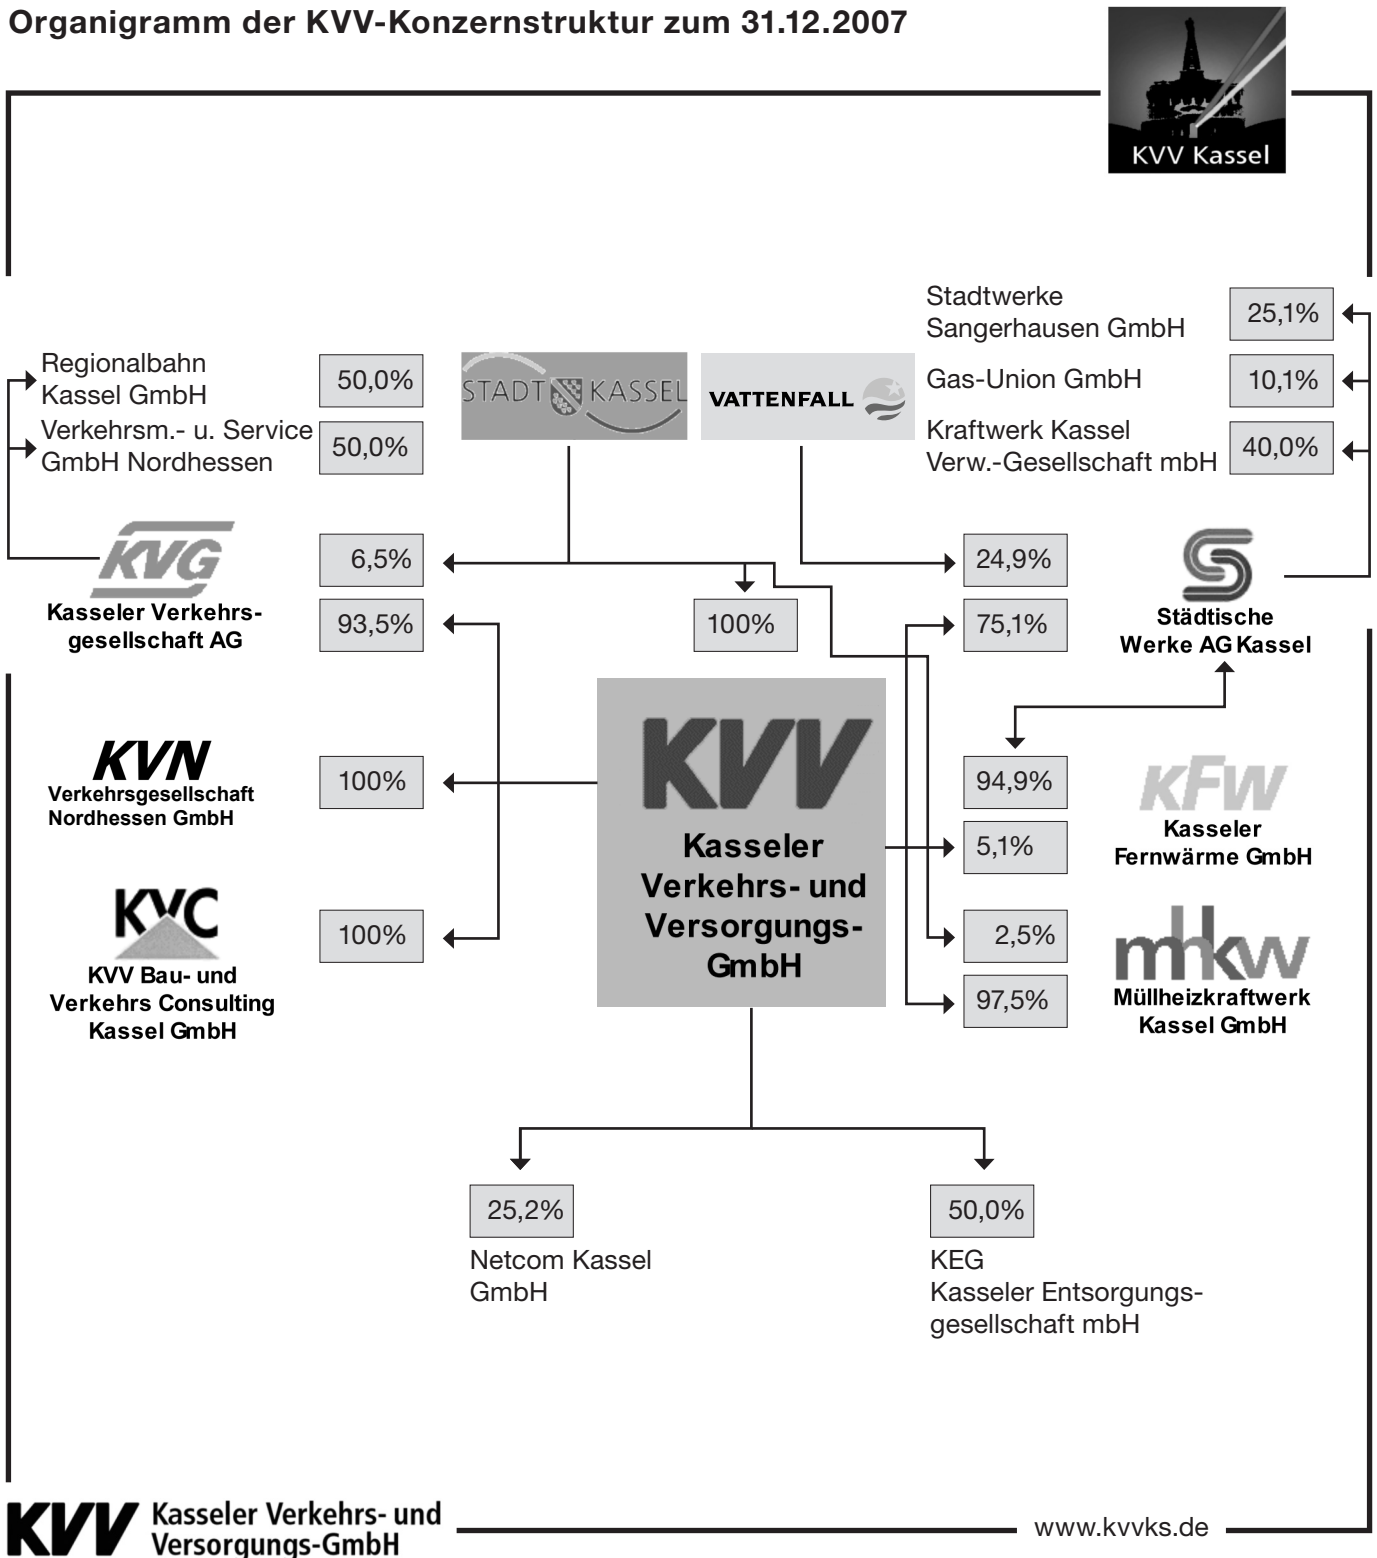 Organigramm der KVV-Konzernstruktur zum 31.12.2007
KVV Kassel
Stadtwerke
Sangerhausen GmbH
25,1%
Gas-Union GmbH
10,1%
Kraftwerk Kassel
Verw.-Gesellschaft mbH
40,0%
Regionalbahn
Kassel GmbH
50,0%
Verkehrsm.- u. Service
GmbH Nordhessen
50,0%
STADT KASSEL
VATTENFALL
KVG
Kasseler Verkehrs-
gesellschaft AG
6,5%
93,5%
100%
24,9%
75,1%
Städtische
Werke AG Kassel
KVN
Verkehrsgesellschaft
Nordhessen GmbH
100%
KVC
KVV Bau- und
Verkehrs Consulting
Kassel GmbH
100%
KVV
Kasseler
Verkehrs- und
Versorgungs-
GmbH
94,9%
5,1%
KFW
Kasseler
Fernwärme GmbH
2,5%
97,5%
mhkw
Müllheizkraftwerk
Kassel GmbH
25,2%
Netcom Kassel
GmbH
50,0%
KEG
Kasseler Entsorgungs-
gesellschaft mbH
KVV Kasseler Verkehrs- und
Versorgungs-GmbH
www.kvvks.de